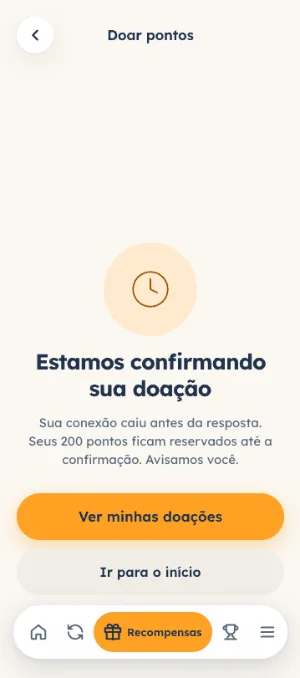 Doar pontos
Estamos confirmando
sua doação
Sua conexão caiu antes da resposta.
Seus 200 pontos ficam reservados até a
confirmação. Avisamos você.
Ver minhas doações
Ir para o início
Recompensas